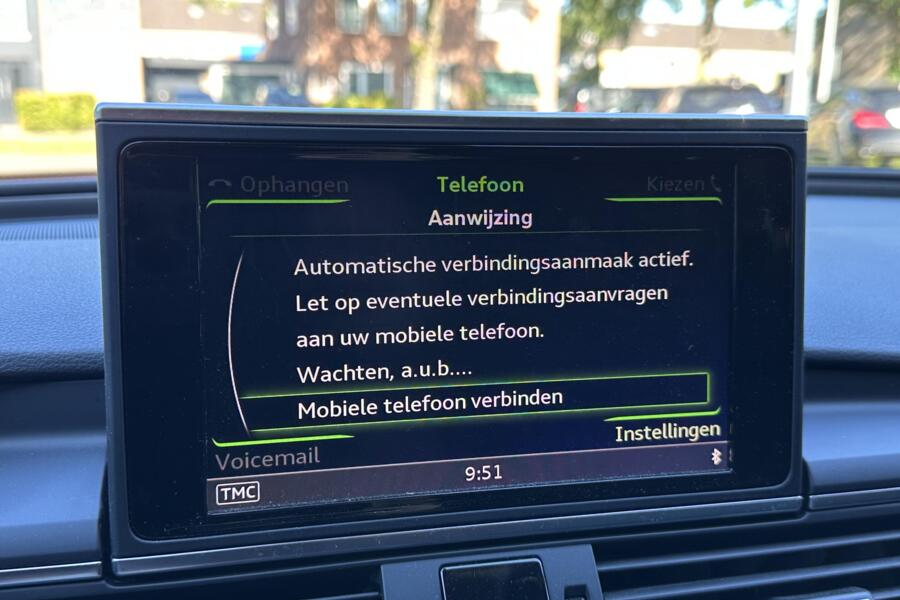 Ophangen
Telefoon
Kiezen
Aanwijzing
Automatische verbindingsaanmaak actief.
Let op eventuele verbindingsaanvragen
aan uw mobiele telefoon.
Wachten, a.u.b....
Mobiele telefoon verbinden
Instellingen
Voicemail
TMC
9:51